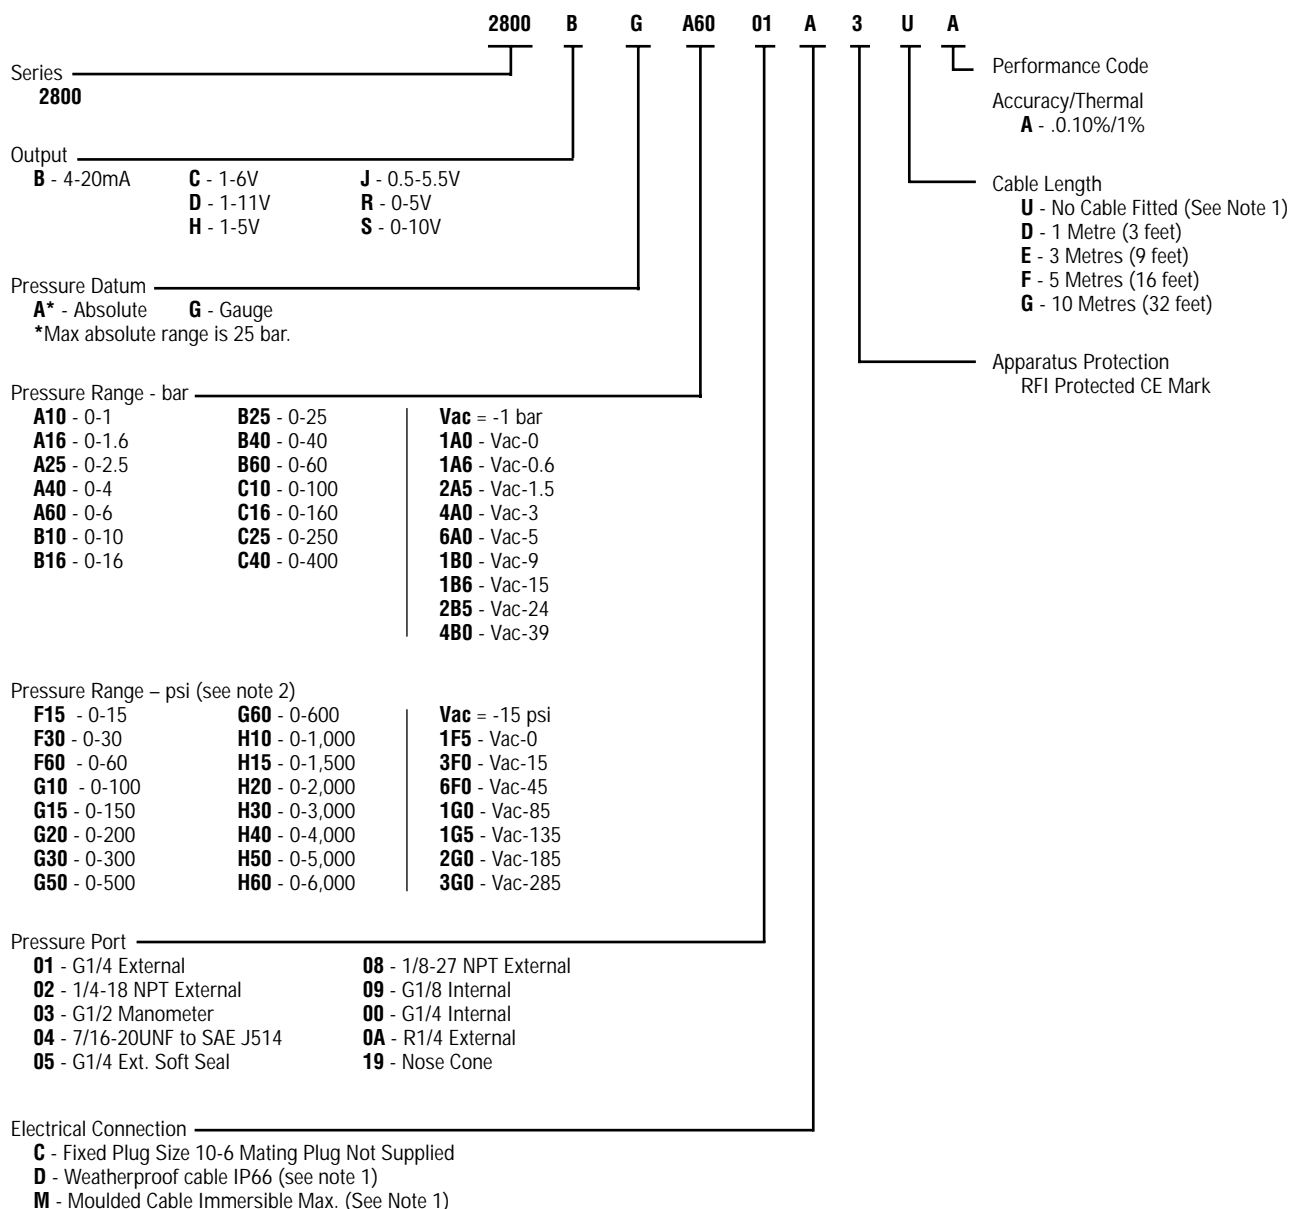 2800 B G A60 01 A 3 U A
Series
2800
Output
B - 4-20mA C - 1-6V J - 0.5-5.5V
D - 1-11V R - 0-5V
H - 1-5V S - 0-10V
Pressure Datum
A* - Absolute G - Gauge
*Max absolute range is 25 bar.
Pressure Range - bar
A10 - 0-1 B25 - 0-25 Vac = -1 bar
A16 - 0-1.6 B40 - 0-40 1A0 - Vac-0
A25 - 0-2.5 B60 - 0-60 1A6 - Vac-0.6
A40 - 0-4 C10 - 0-100 2A5 - Vac-1.5
A60 - 0-6 C16 - 0-160 4A0 - Vac-3
B10 - 0-10 C25 - 0-250 6A0 - Vac-5
B16 - 0-16 C40 - 0-400 1B0 - Vac-9
1B6 - Vac-15
2B5 - Vac-24
4B0 - Vac-39
Pressure Range – psi (see note 2)
F15 - 0-15 G60 - 0-600 Vac = -15 psi
F30 - 0-30 H10 - 0-1,000 1F5 - Vac-0
F60 - 0-60 H15 - 0-1,500 3F0 - Vac-15
G10 - 0-100 H20 - 0-2,000 6F0 - Vac-45
G15 - 0-150 H30 - 0-3,000 1G0 - Vac-85
G20 - 0-200 H40 - 0-4,000 1G5 - Vac-135
G30 - 0-300 H50 - 0-5,000 2G0 - Vac-185
G50 - 0-500 H60 - 0-6,000 3G0 - Vac-285
Pressure Port
01 - G1/4 External 08 - 1/8-27 NPT External
02 - 1/4-18 NPT External 09 - G1/8 Internal
03 - G1/2 Manometer 00 - G1/4 Internal
04 - 7/16-20UNF to SAE J514 0A - R1/4 External
05 - G1/4 Ext. Soft Seal 19 - Nose Cone
Electrical Connection
C - Fixed Plug Size 10-6 Mating Plug Not Supplied
D - Weatherproof cable IP66 (see note 1)
M - Moulded Cable Immersible Max. (See Note 1)
Performance Code
Accuracy/Thermal
A - .0.10%/1%
Cable Length
U - No Cable Fitted (See Note 1)
D - 1 Metre (3 feet)
E - 3 Metres (9 feet)
F - 5 Metres (16 feet)
G - 10 Metres (32 feet)
Apparatus Protection
RFI Protected CE Mark